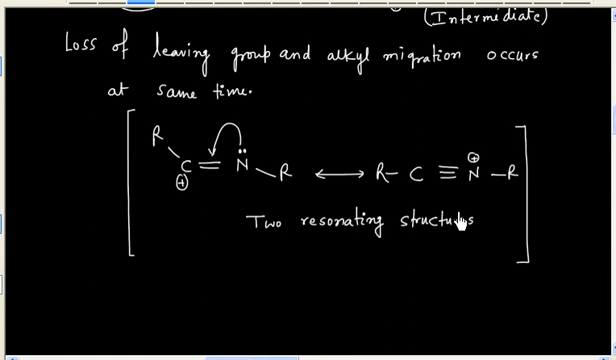 (Intermediate)
Loss of leaving group and alkyl migration occurs
at same time.
R
C = N̈ - R ⟷ R - C ≡ N - R
⊕ ⊕
Two resonating structures